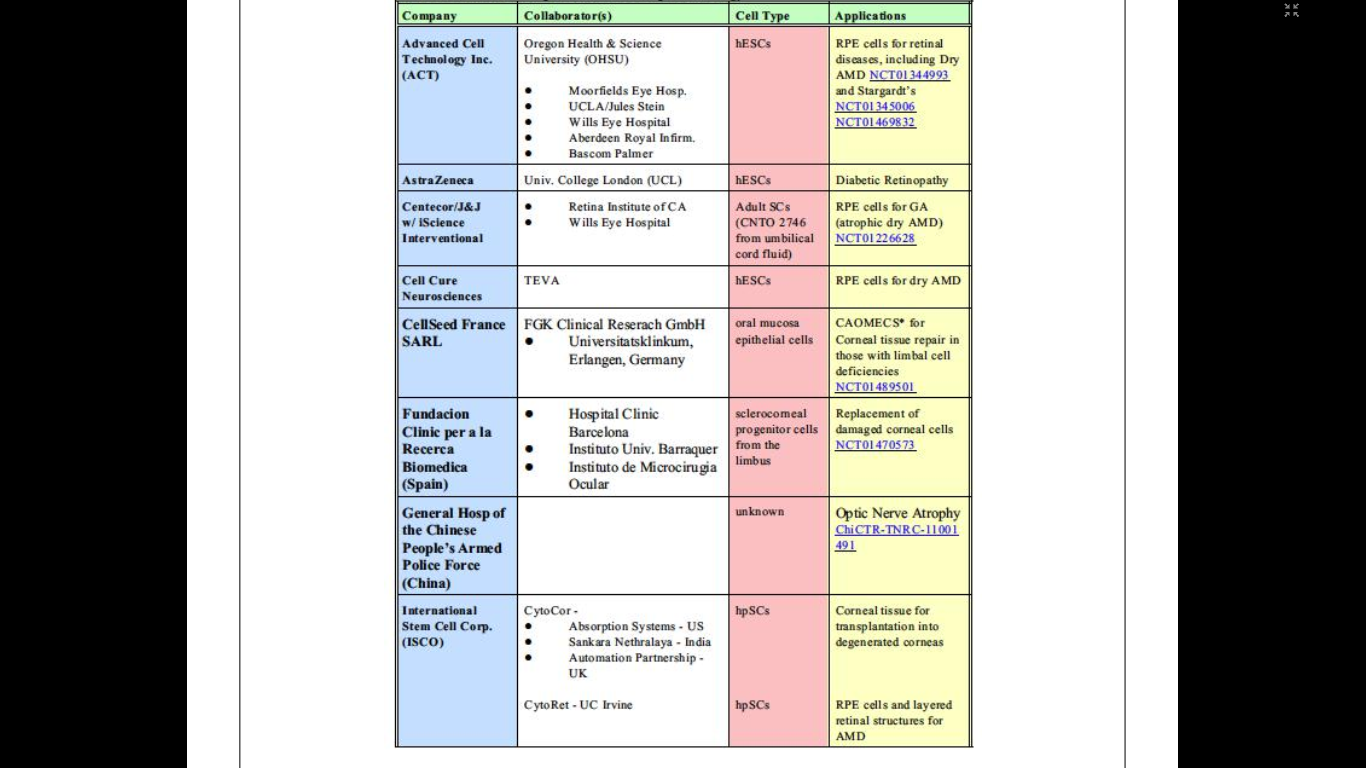 Company Collaborator(s) Cell Type Applications
Advanced Cell
Technology Inc.
(ACT)
Oregon Health & Science
University (OHSU)
● Moorfields Eye Hosp.
● UCLA/Jules Stein
● Wills Eye Hospital
● Aberdeen Royal Infirm.
● Bascom Palmer
hESCs
RPE cells for retinal
diseases, including Dry
AMD NCT01344993
and Stargardt's
NCT01345006
NCT01469832
AstraZeneca
Univ. College London (UCL)
hESCs
Diabetic Retinopathy
Centecor/J&J
w/ iScience
Interventional
● Retina Institute of CA
● Wills Eye Hospital
Adult SCs
(CNTO 2746
from umbilical
cord fluid)
RPE cells for GA
(atrophic dry AMD)
NCT01226628
Cell Cure
Neurosciences
TEVA
hESCs
RPE cells for dry AMD
CellSeed France
SARL
FGK Clinical Reserach GmbH
● Universitatsklinkum,
Erlangen, Germany
oral mucosa
epithelial cells
CAOMECS* for
Corneal tissue repair in
those with limbal cell
deficiencies
NCT01489501
Fundacion
Clinic per a la
Recerca
Biomedica
(Spain)
● Hospital Clinic
Barcelona
● Instituto Univ. Barraquer
● Instituto de Microcirugia
Ocular
sclerocorneal
progenitor cells
from the
limbus
Replacement of
damaged corneal cells
NCT01470573
General Hosp of
the Chinese
People's Armed
Police Force
(China)
unknown
Optic Nerve Atrophy
ChiCTR-TNRC-11001
491
International
Stem Cell Corp.
(ISCO)
CytoCor -
● Absorption Systems - US
● Sankara Nethralaya - India
● Automation Partnership -
UK
hpSCs
Corneal tissue for
transplantation into
degenerated corneas
CytoRet - UC Irvine
hpSCs
RPE cells and layered
retinal structures for
AMD